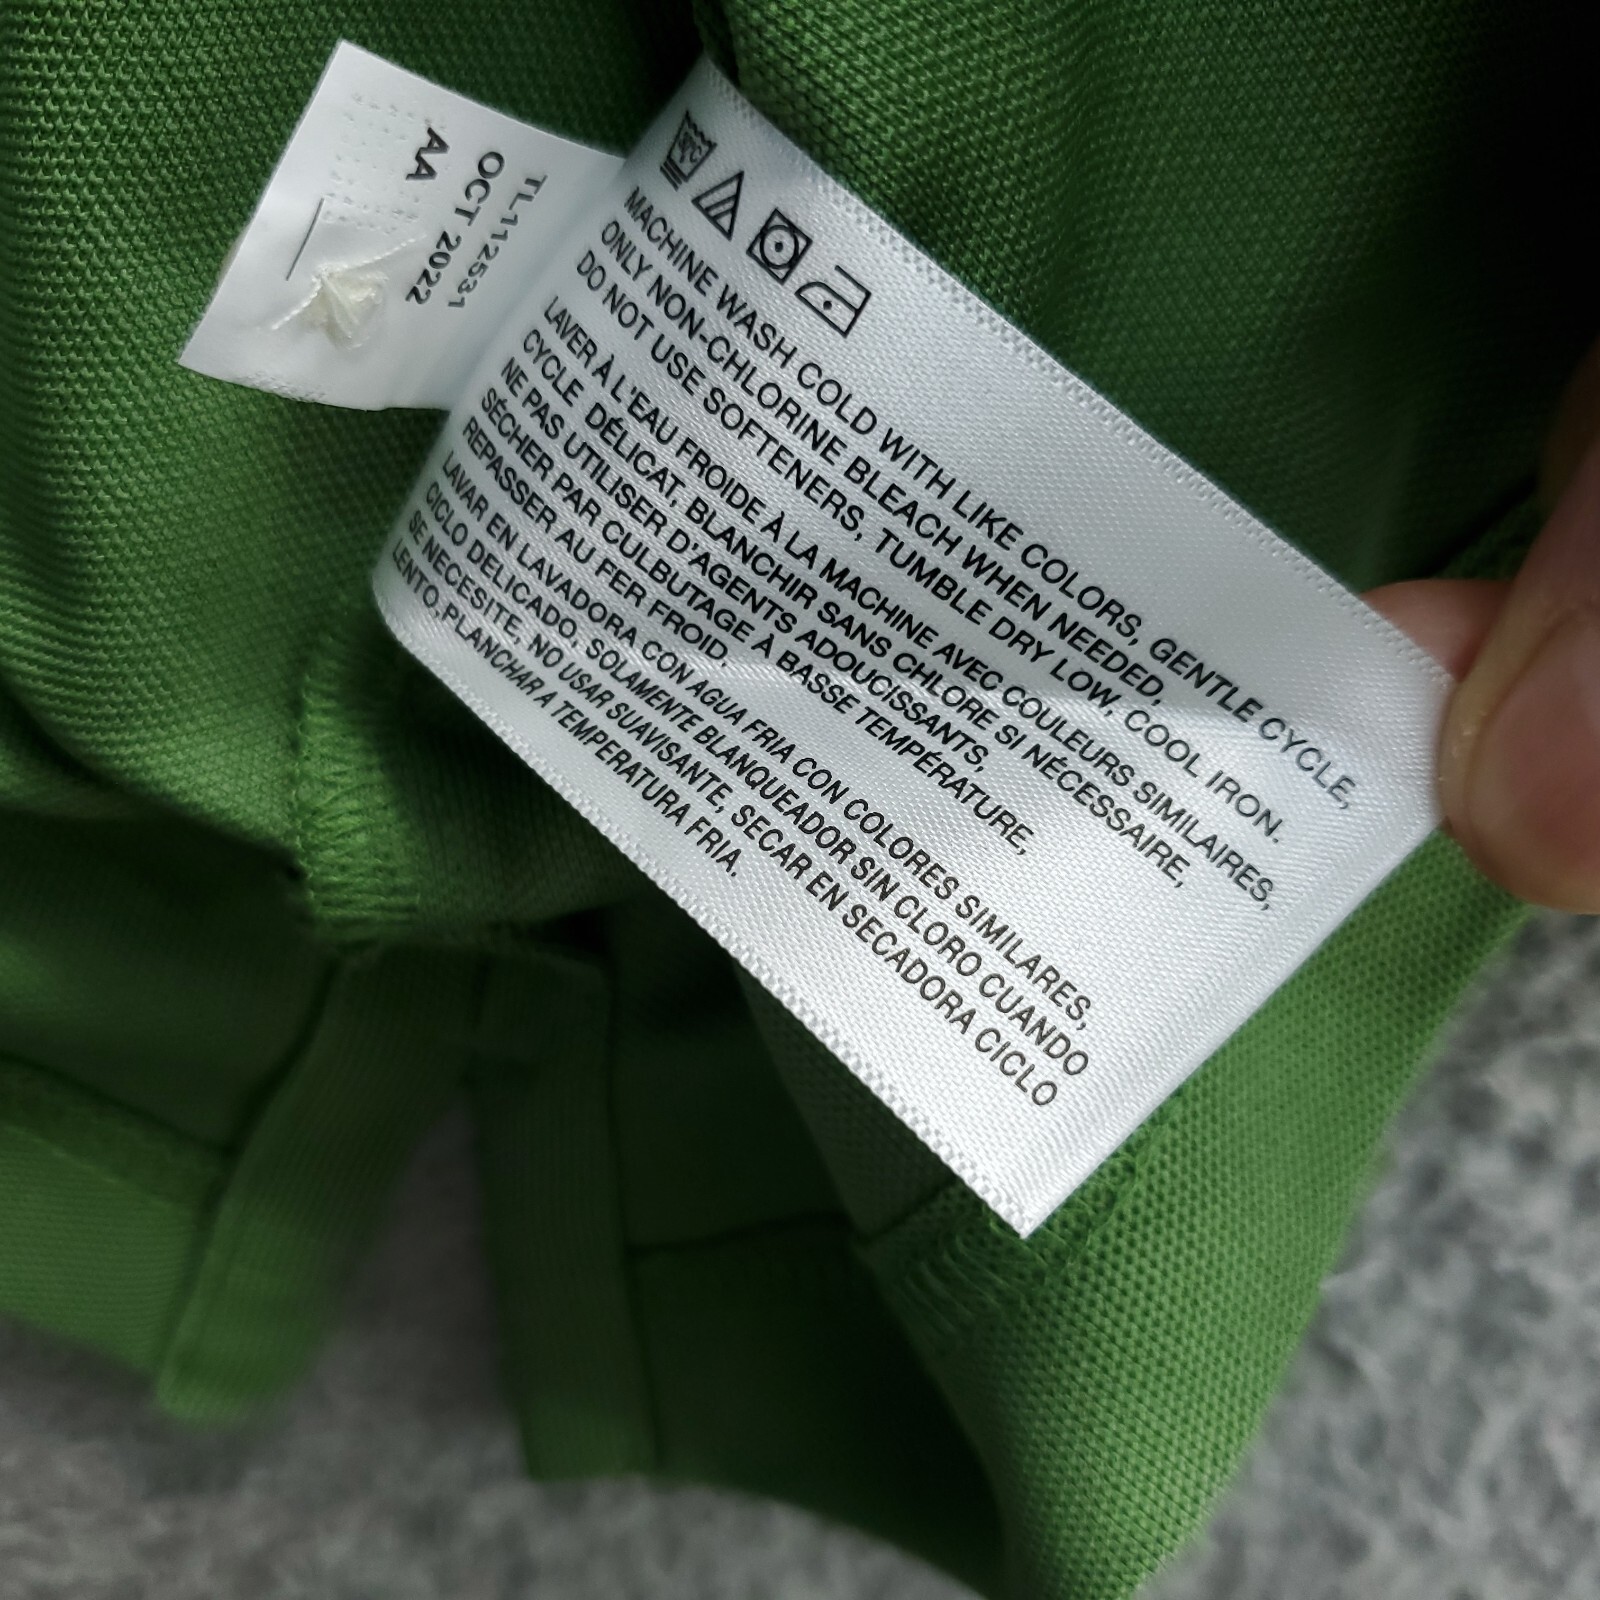 AA
OCT 2022
TL112531
30°C
MACHINE WASH COLD WITH LIKE COLORS, GENTLE CYCLE,
ONLY NON-CHLORINE BLEACH WHEN NEEDED,
DO NOT USE SOFTENERS, TUMBLE DRY LOW, COOL IRON.
LAVER À L'EAU FROIDE À LA MACHINE AVEC COULEURS SIMILAIRES,
CYCLE DÉLICAT, BLANCHIR SANS CHLORE SI NÉCESSAIRE,
NE PAS UTILISER D'AGENTS ADOUCISSANTS,
SÉCHER PAR CULBUTAGE À BASSE TEMPÉRATURE,
REPASSER AU FER FROID.
LAVAR EN LAVADORA CON AGUA FRIA CON COLORES SIMILARES,
CICLO DELICADO, SOLAMENTE BLANQUEADOR SIN CLORO CUANDO
SE NECESITE, NO USAR SUAVISANTE, SECAR EN SECADORA CICLO
LENTO, PLANCHAR A TEMPERATURA FRIA.